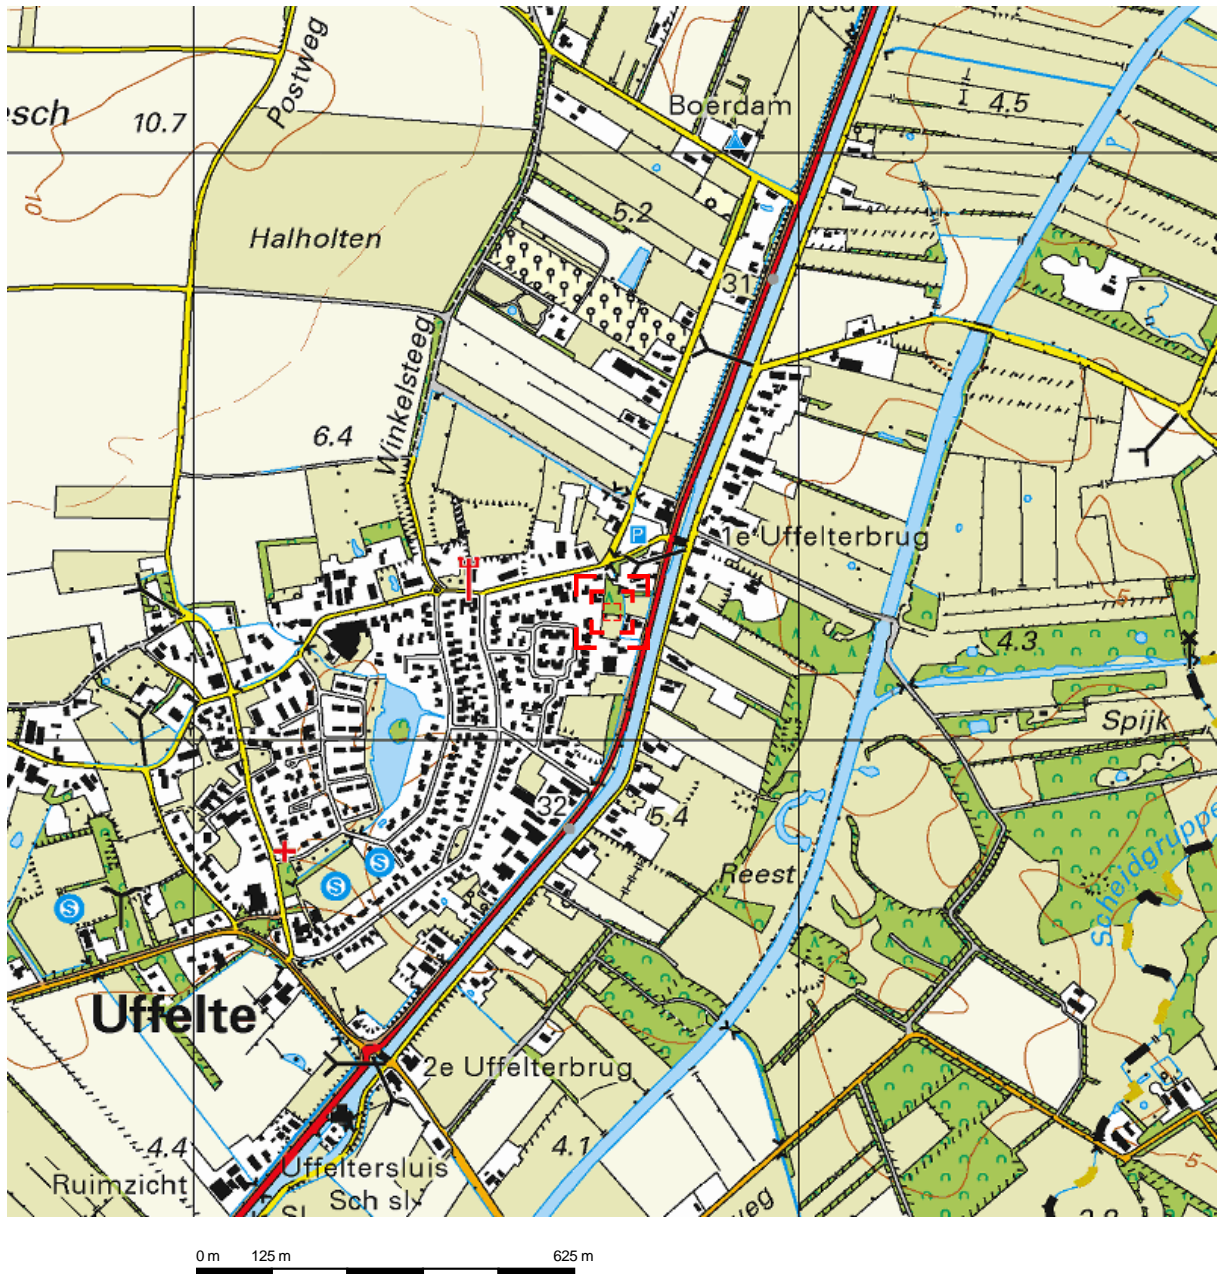 Postweg
Boerdam
esch
10.7
4.5
10
5.2
Halholten
31
Winkelsteeg
6.4
P
1e Uffelterbrug
5
4.3
Spijk
32
5.4
Reest
Scheidgruppe
S
S
S
Uffelte
2e Uffelterbrug
4.4
4.1
Uffeltersluis
Ruimzicht
Sch sl
Sl
weg
5
0 m
125 m
625 m